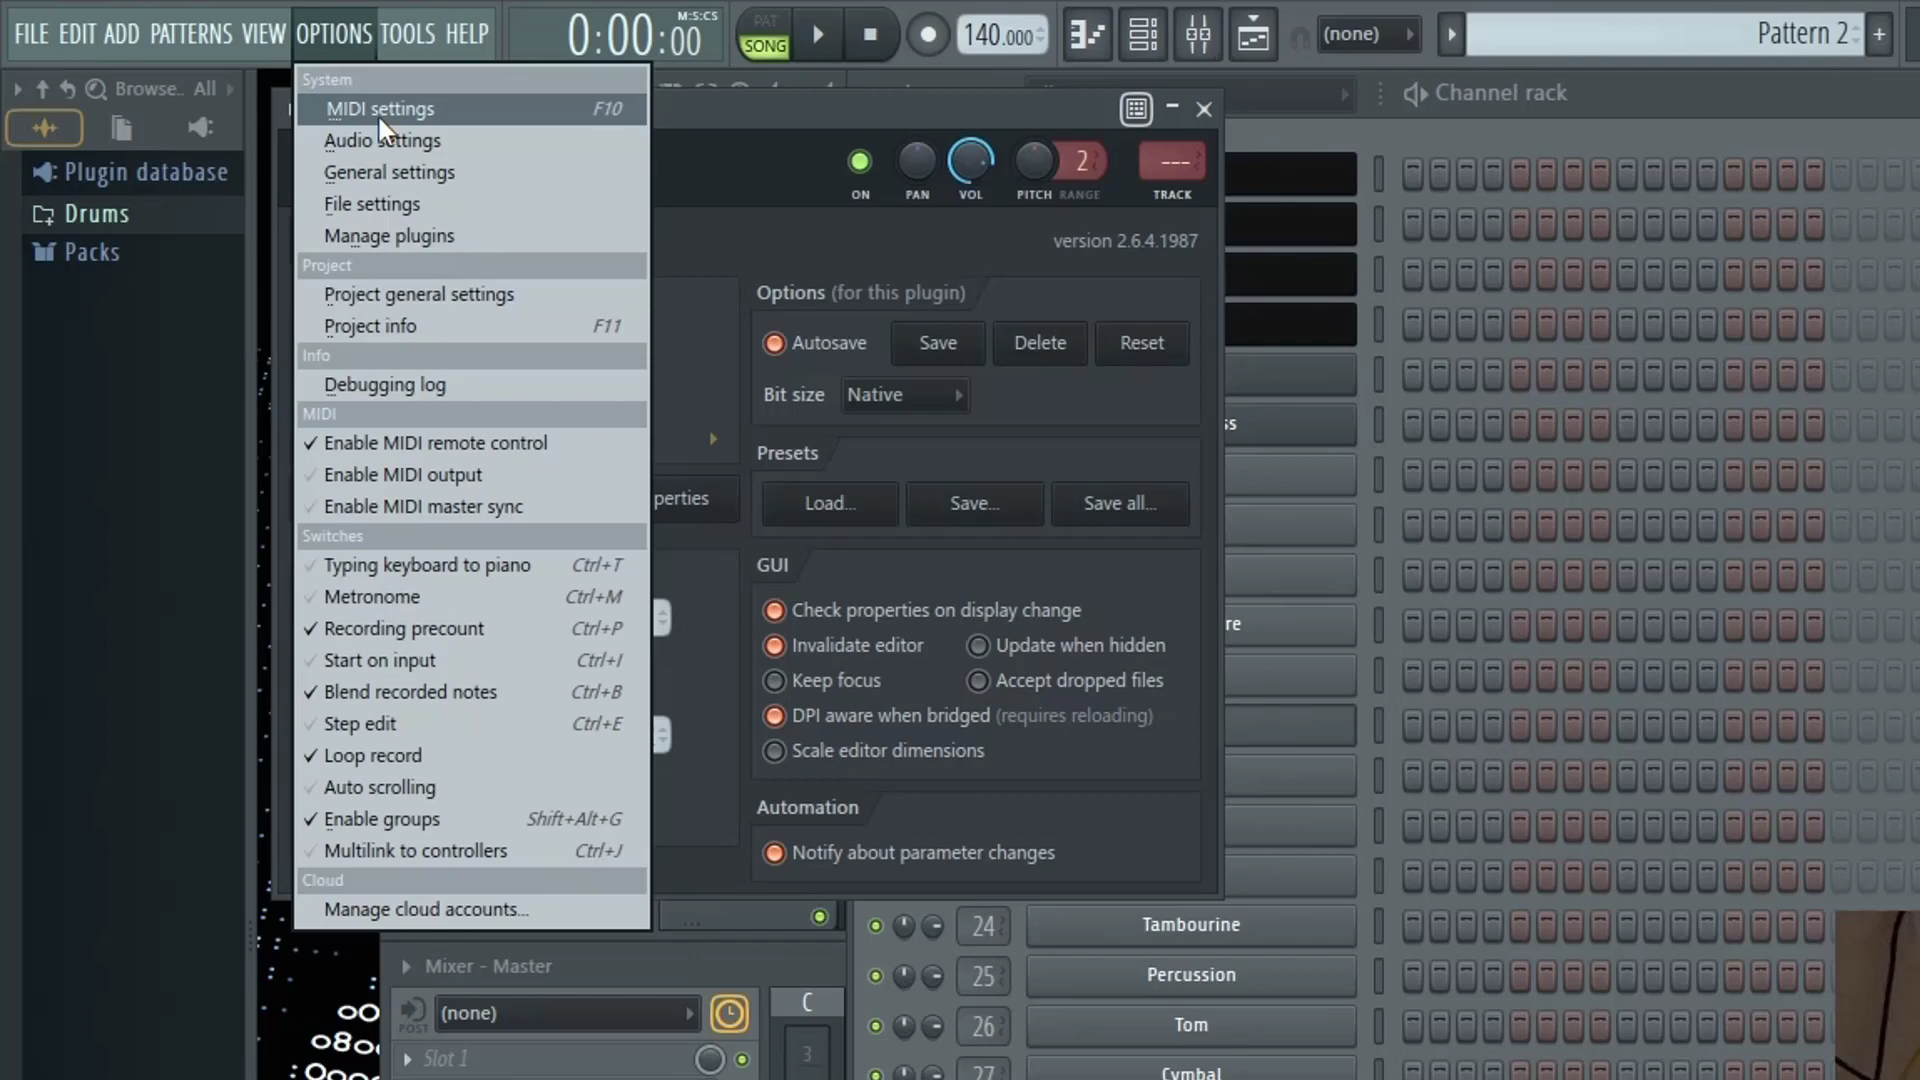 FILE EDIT ADD PATTERNS VIEW OPTIONS TOOLS HELP
0:00:00 M:S:CS
PAT
SONG
140.000
(none)
Pattern 2
+
Browse.. All
Plugin database
Drums
Packs
System
MIDI settings F10
Audio settings
General settings
File settings
Manage plugins
Project
Project general settings
Project info F11
Info
Debugging log
MIDI
Enable MIDI remote control
Enable MIDI output
Enable MIDI master sync
Switches
Typing keyboard to piano Ctrl+T
Metronome Ctrl+M
Recording precount Ctrl+P
Start on input Ctrl+I
Blend recorded notes Ctrl+B
Step edit Ctrl+E
Loop record
Auto scrolling
Enable groups Shift+Alt+G
Multilink to controllers Ctrl+J
Cloud
Manage cloud accounts...
Channel rack
2
---
ON PAN VOL PITCH RANGE TRACK
version 2.6.4.1987
Options (for this plugin)
Autosave Save Delete Reset
Bit size Native
Presets
Load... Save... Save all...
perties
GUI
Check properties on display change
Invalidate editor Update when hidden
Keep focus Accept dropped files
DPI aware when bridged (requires reloading)
Scale editor dimensions
Automation
Notify about parameter changes
ss
re
24 Tambourine
25 Percussion
26 Tom
27 Cymbal
Mixer - Master
POST (none)
C
Slot 1
3